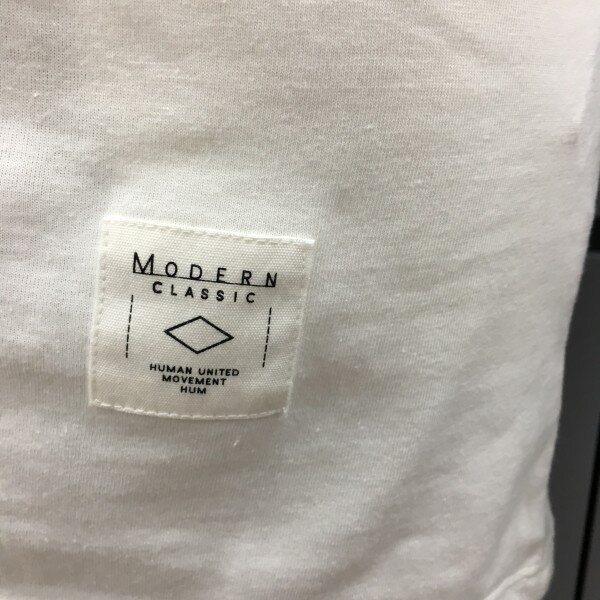 MODERN
CLASSIC
HUMAN UNITED
MOVEMENT
HUM